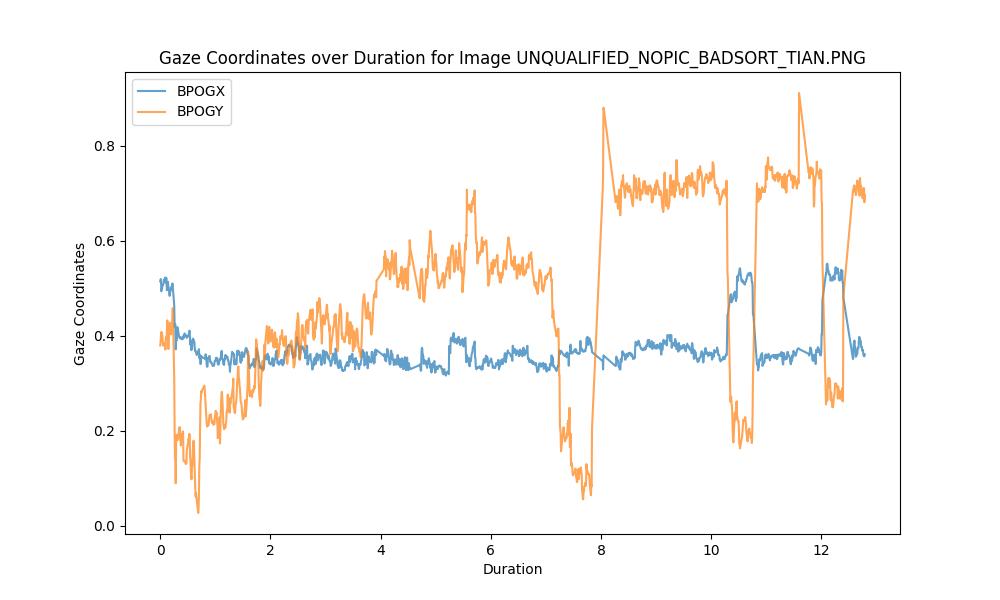 Gaze Coordinates over Duration for Image UNQUALIFIED_NOPIC_BADSORT_TIAN.PNG
BPOGX
BPOGY
0.8
0.6
0.4
0.2
0.0
Gaze Coordinates
0 2 4 6 8 10 12
Duration